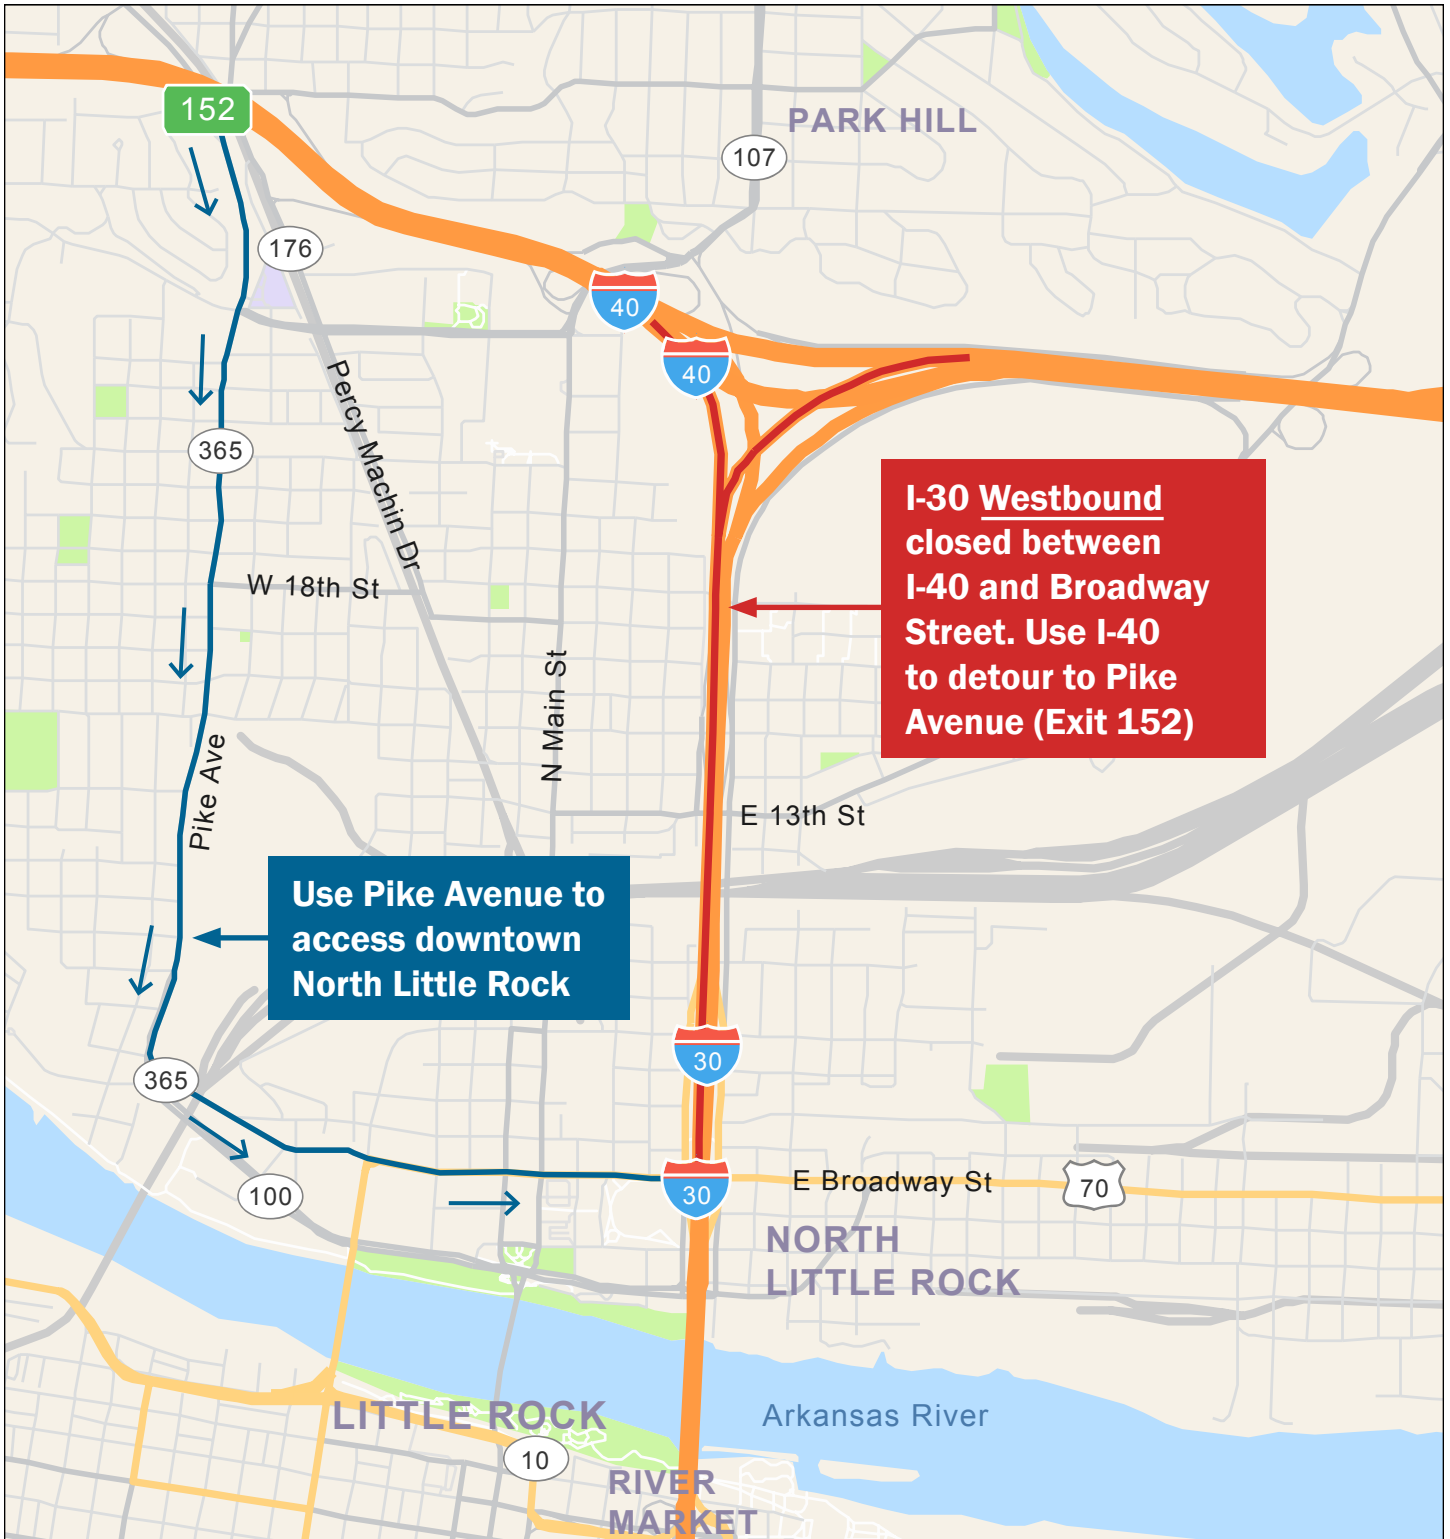 152
PARK HILL
107
176
40
40
Percy Machin Dr
365
I-30 Westbound
closed between
I-40 and Broadway
Street. Use I-40
to detour to Pike
Avenue (Exit 152)
W 18th St
N Main St
Pike Ave
E 13th St
Use Pike Avenue to
access downtown
North Little Rock
30
365
E Broadway St
70
30
100
NORTH
LITTLE ROCK
LITTLE ROCK
Arkansas River
10
RIVER
MARKET